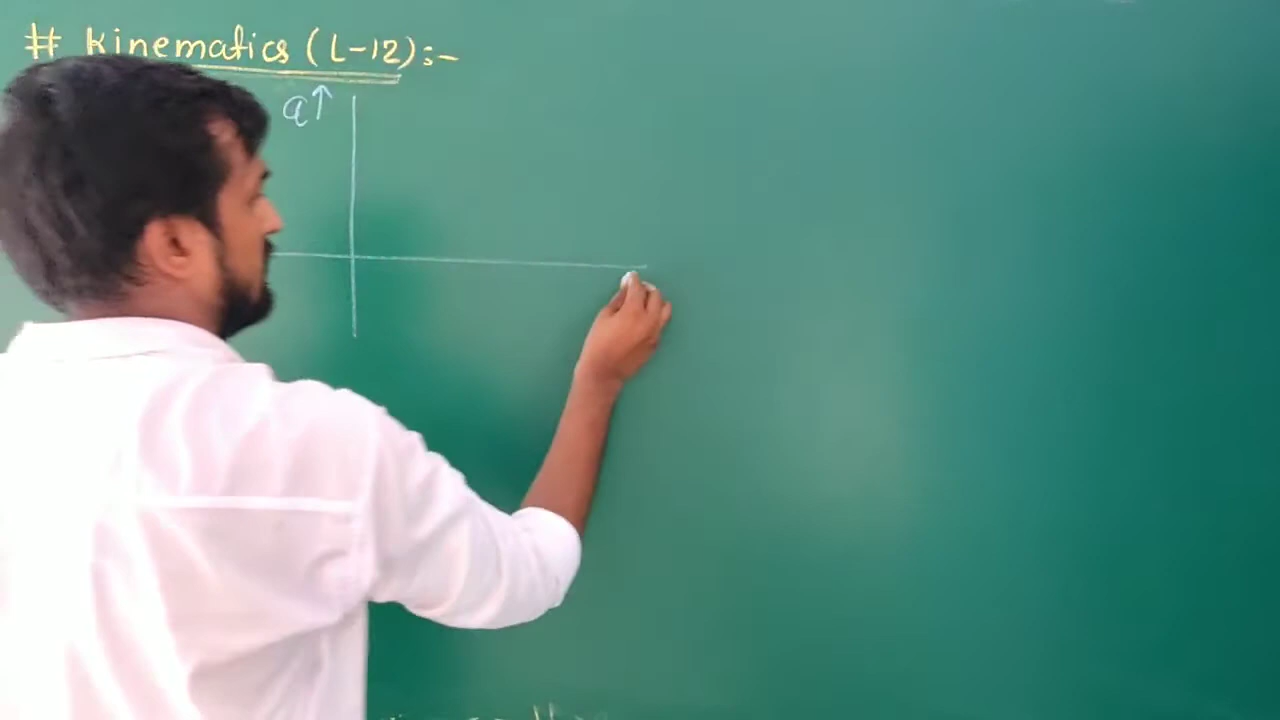 # Kinematics (L-12):-
a↑